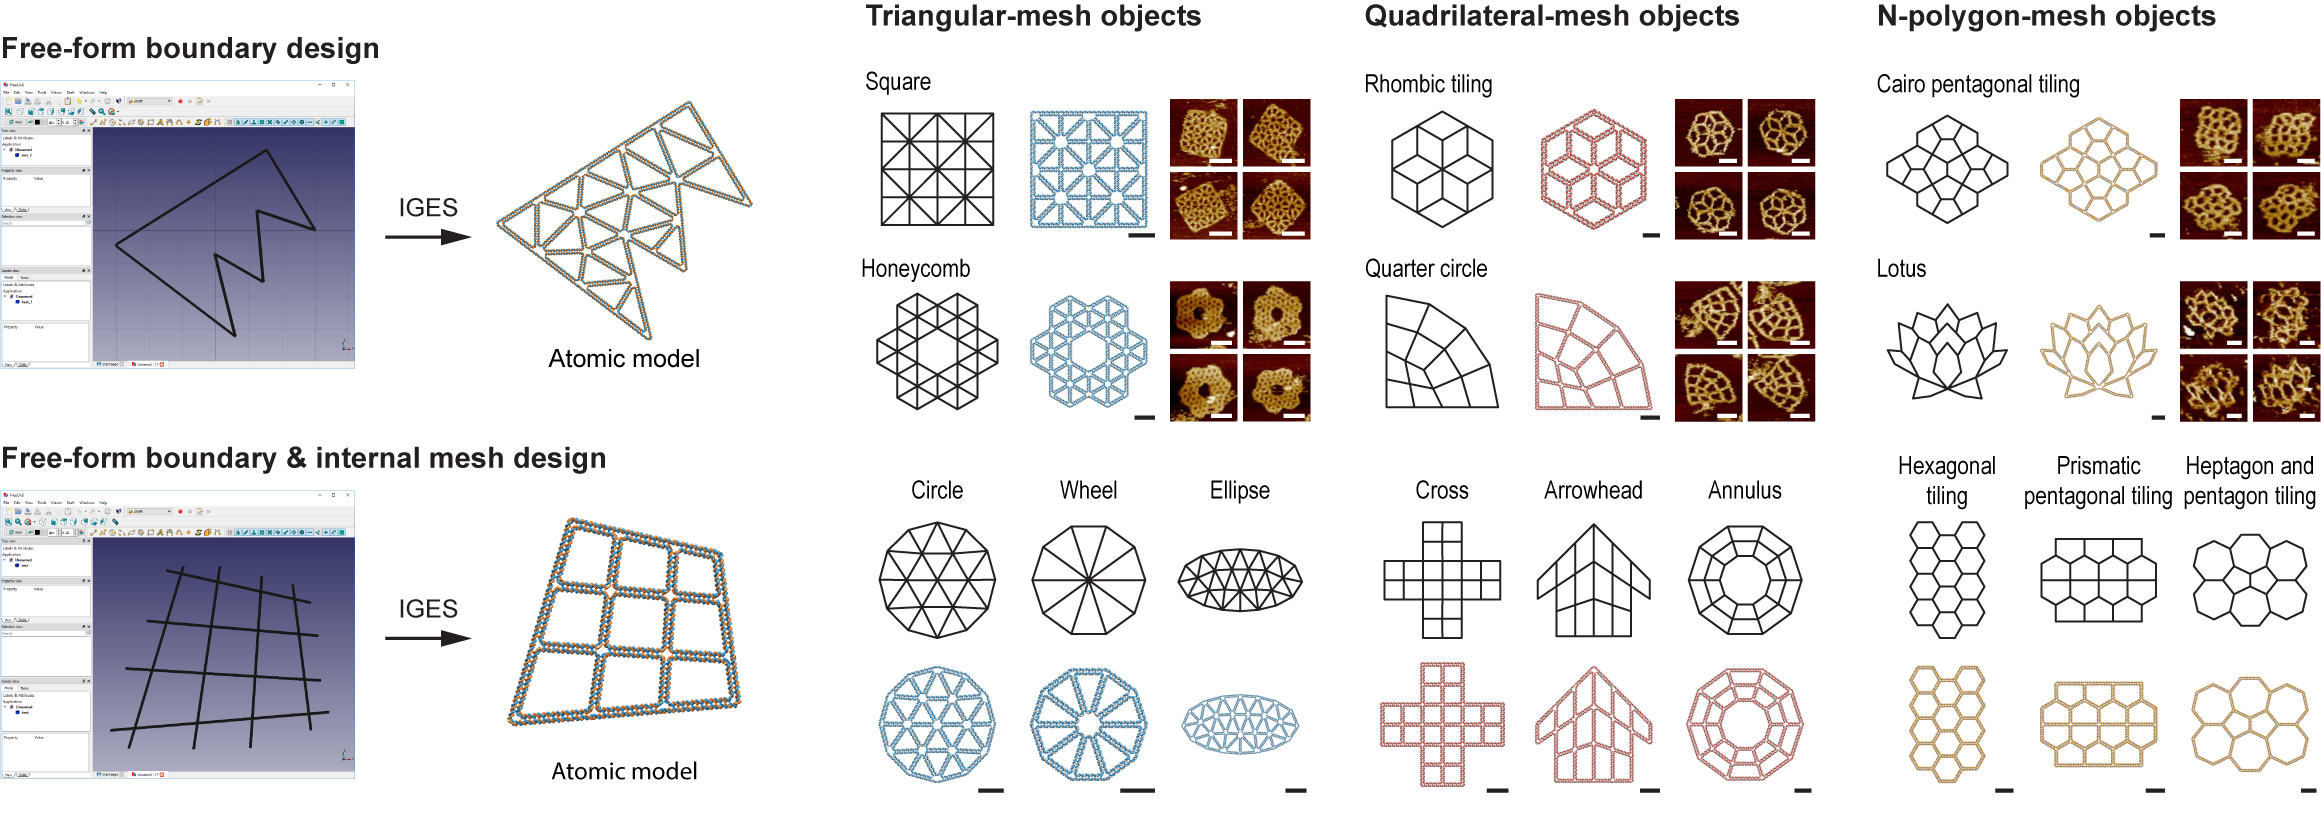 Free-form boundary design
IGES
Atomic model
Free-form boundary & internal mesh design
IGES
Atomic model
Triangular-mesh objects
Square
Honeycomb
Circle
Wheel
Ellipse
Quadrilateral-mesh objects
Rhombic tiling
Quarter circle
Cross
Arrowhead
Annulus
N-polygon-mesh objects
Cairo pentagonal tiling
Lotus
Hexagonal
tiling
Prismatic
pentagonal tiling
Heptagon and
pentagon tiling